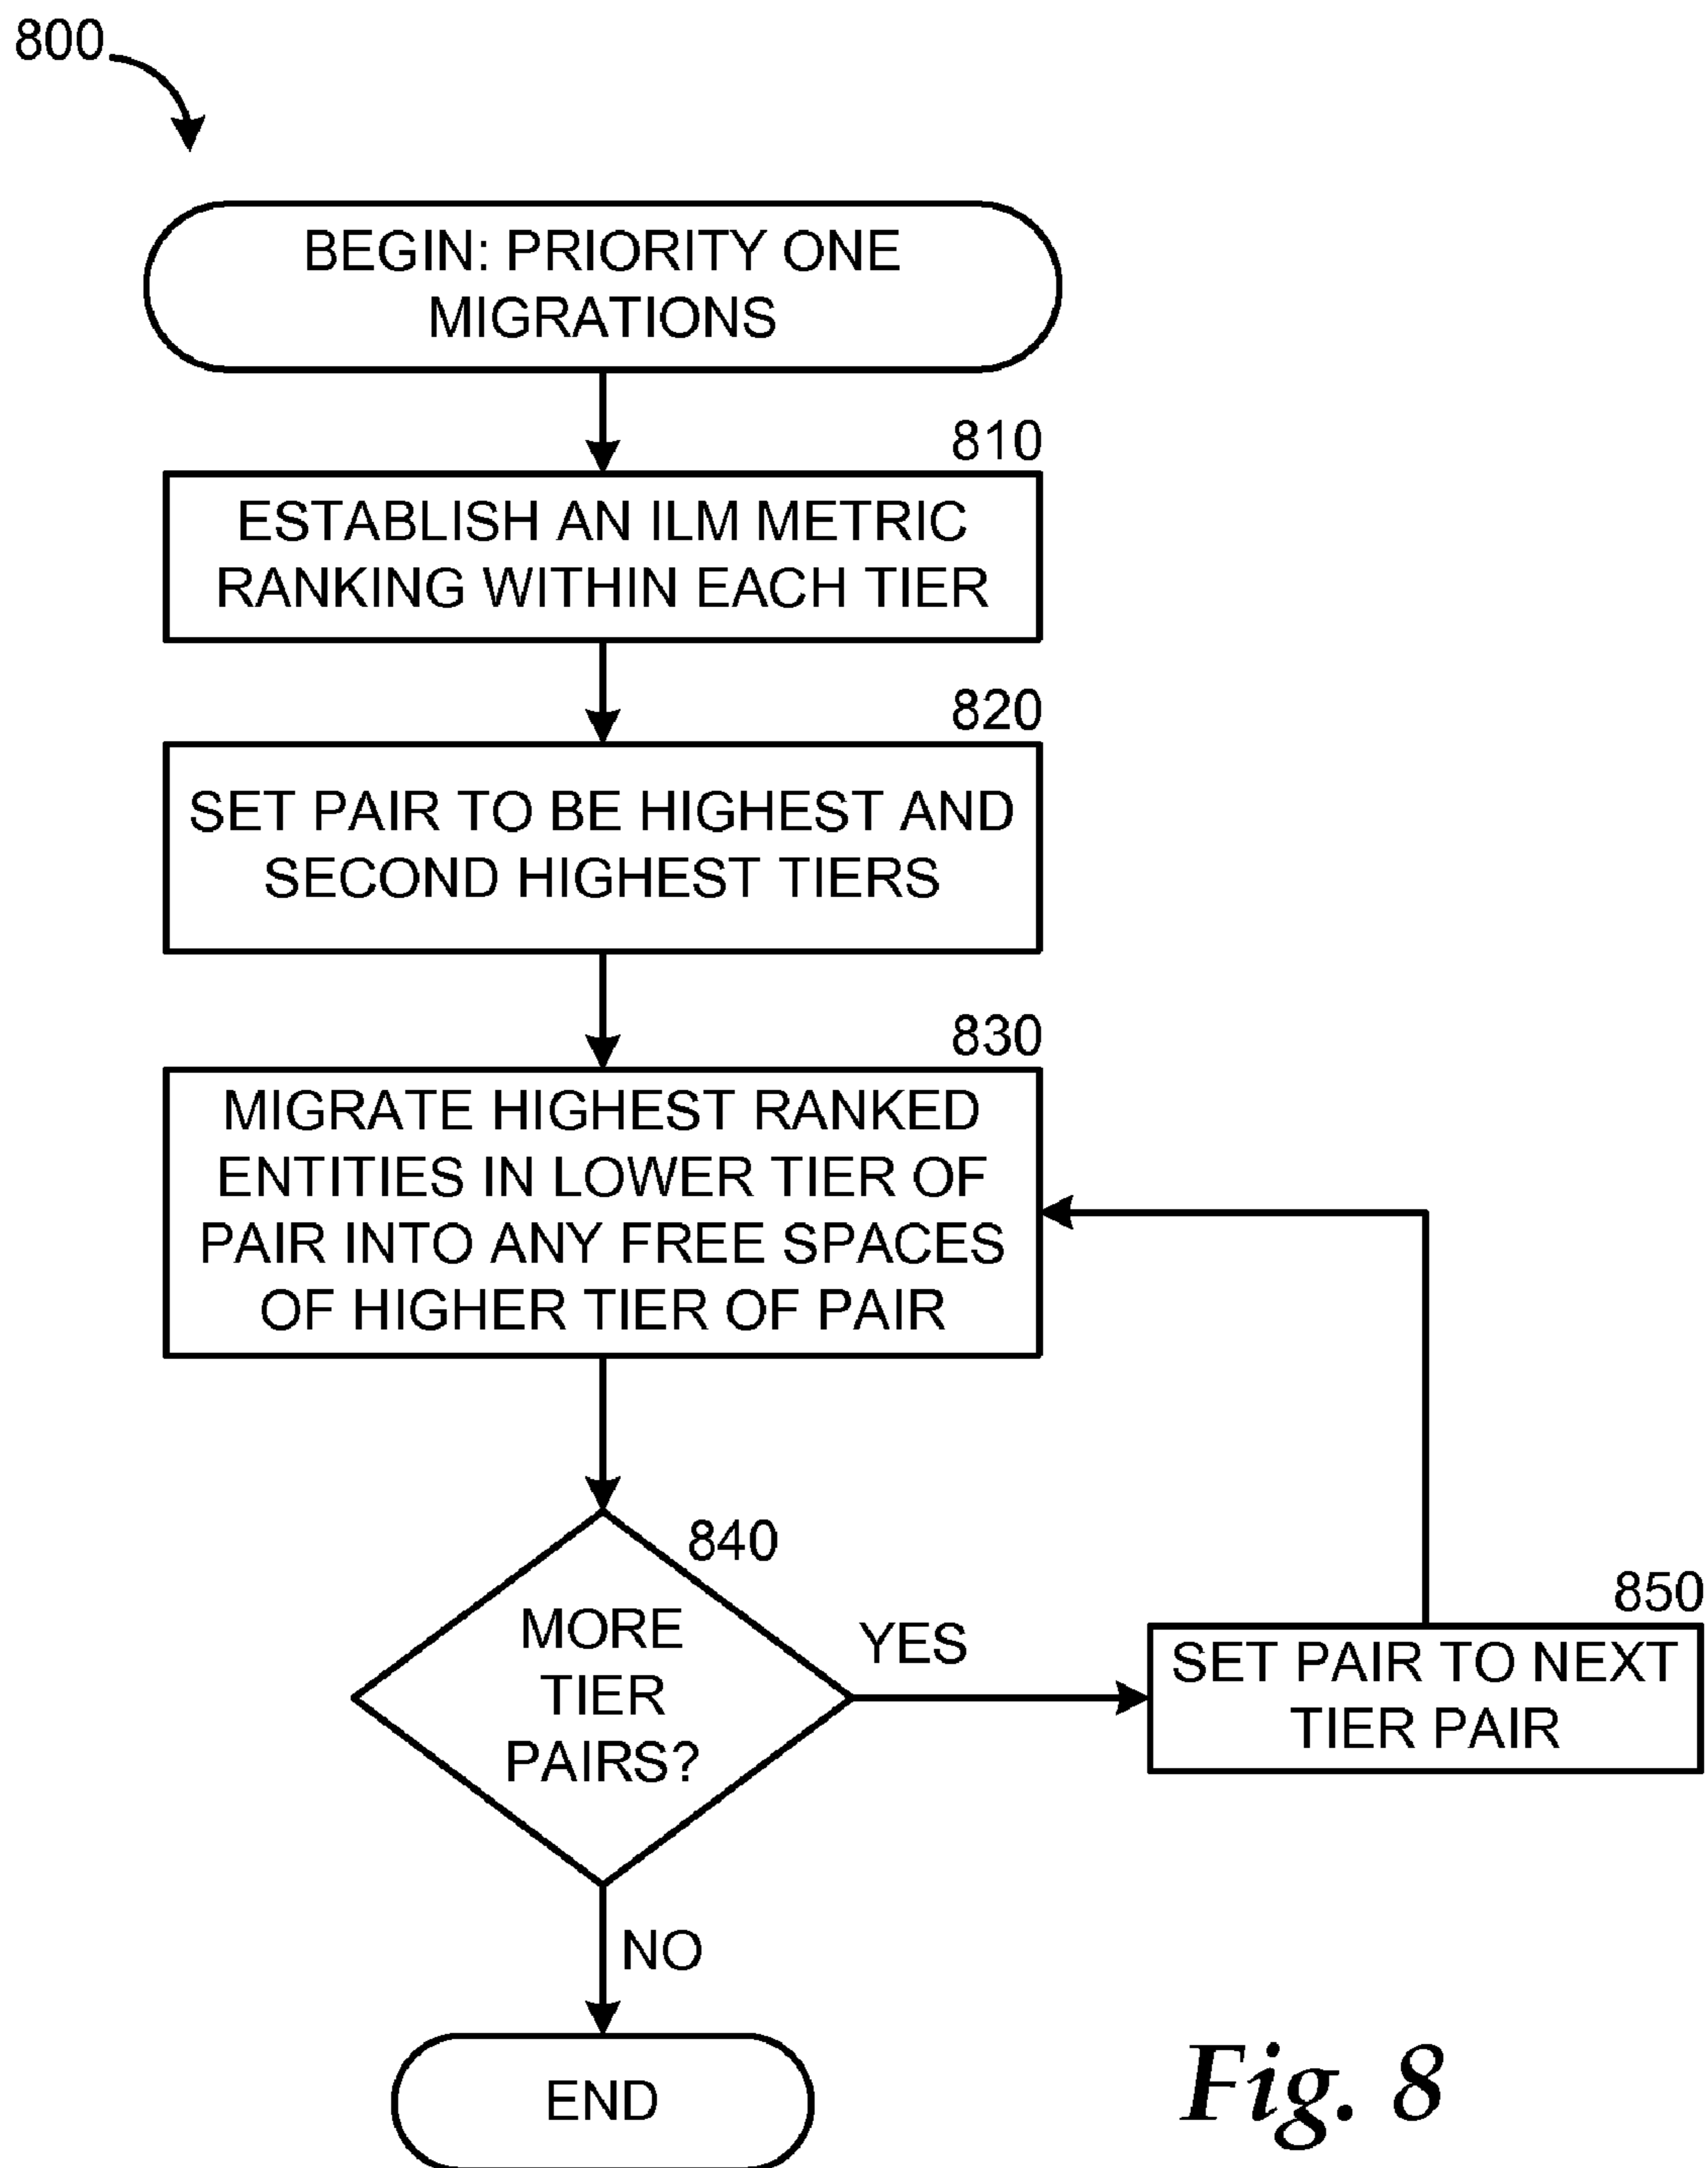 800
BEGIN: PRIORITY ONE
MIGRATIONS
810
ESTABLISH AN ILM METRIC
RANKING WITHIN EACH TIER
820
SET PAIR TO BE HIGHEST AND
SECOND HIGHEST TIERS
830
MIGRATE HIGHEST RANKED
ENTITIES IN LOWER TIER OF
PAIR INTO ANY FREE SPACES
OF HIGHER TIER OF PAIR
840
MORE
TIER
PAIRS?
YES
850
SET PAIR TO NEXT
TIER PAIR
NO
END
Fig. 8